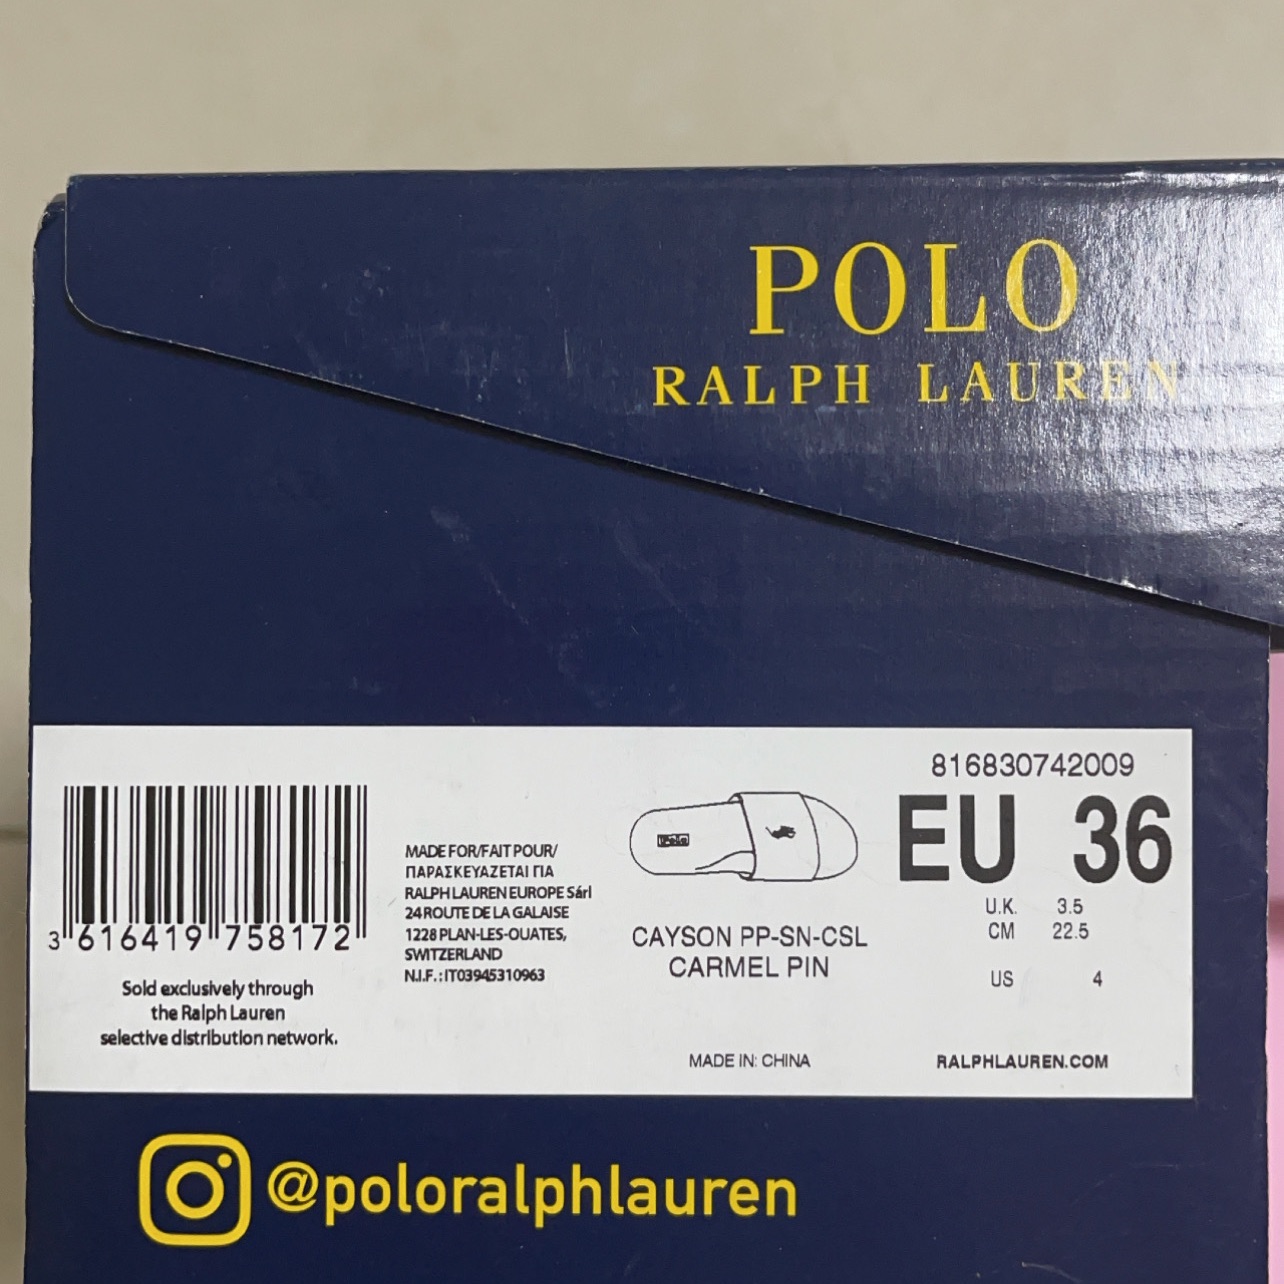 POLO
RALPH LAUREN
816830742009
EU 36
U.K. 3.5
CM 22.5
US 4
RALPHLAUREN.COM
Polo
CAYSON PP-SN-CSL
CARMEL PIN
MADE IN: CHINA
MADE FOR/FAIT POUR/
ΠΑΡΑΣΚΕΥΑΖΕΤΑΙ ΓΙΑ
RALPH LAUREN EUROPE Sárl
24 ROUTE DE LA GALAISE
1228 PLAN-LES-OUATES,
SWITZERLAND
N.I.F.: IT03945310963
3 616419 758172
Sold exclusively through
the Ralph Lauren
selective distribution network.
@poloralphlauren